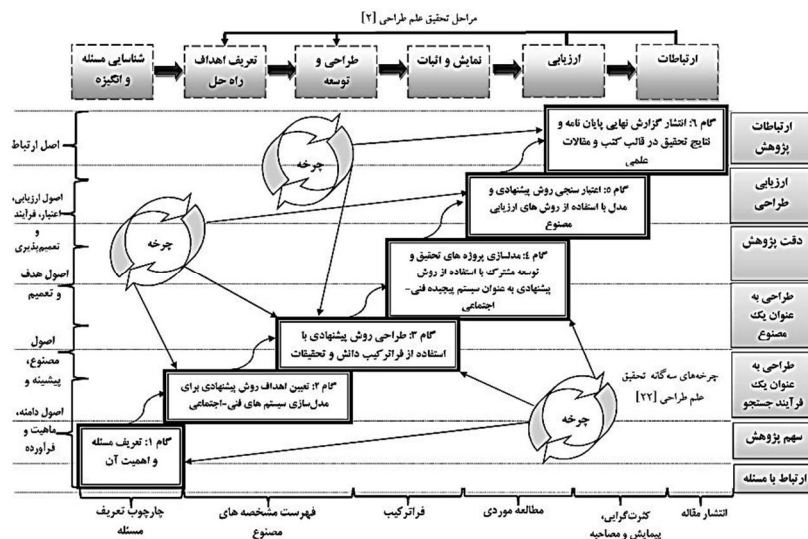 مراحل تحقیق علم طراحی [۲]
شناسایی مسئله
و انگیزه
تعریف اهداف
راه حل
طراحی و
توسعه
نمایش و اثبات
ارزیابی
ارتباطات
اصل ارتباط
اصول ارزیابی،
اعتبار، فرآیند
و
تعمیم‌پذیری
اصول هدف
و تعمیم
اصول
مصنوع،
پیشینه و
اصول دامنه،
ماهیت و
فرآورده
چرخه
چرخه
چرخه
گام ٦: انتشار گزارش نهایی پایان نامه و
نتایج تحقیق در قالب کتب و مقالات
علمی
گام ٥: اعتبار سنجی روش پیشنهادی و
مدل با استفاده از روش های ارزیابی
مصنوع
گام ٤: مدلسازی پروژه های تحقیق و
توسعه مشترک با استفاده از روش
پیشنهادی به عنوان سیستم پیچیده فنی-
اجتماعی
گام ۳: طراحی روش پیشنهادی با
استفاده از فراترکیب دانش و تحقیقات
گام ۲: تعیین اهداف روش پیشنهادی برای
مدل‌سازی سیستم های فنی-اجتماعی
گام ۱: تعریف مسئله
و اهمیت آن
چرخه‌های سه‌گانه تحقیق
علم طراحی [۲۲]
ارتباطات
پژوهش
ارزیابی
طراحی
دقت پژوهش
طراحی به
عنوان یک
مصنوع
طراحی به
عنوان یک
فرآیند جستجو
سهم پژوهش
ارتباط با مسئله
چارچوب تعریف
مسئله
فهرست مشخصه های
مصنوع
فراترکیب
مطالعه موردی
کثرت‌گرایی،
پیمایش و مصاحبه
انتشار مقاله